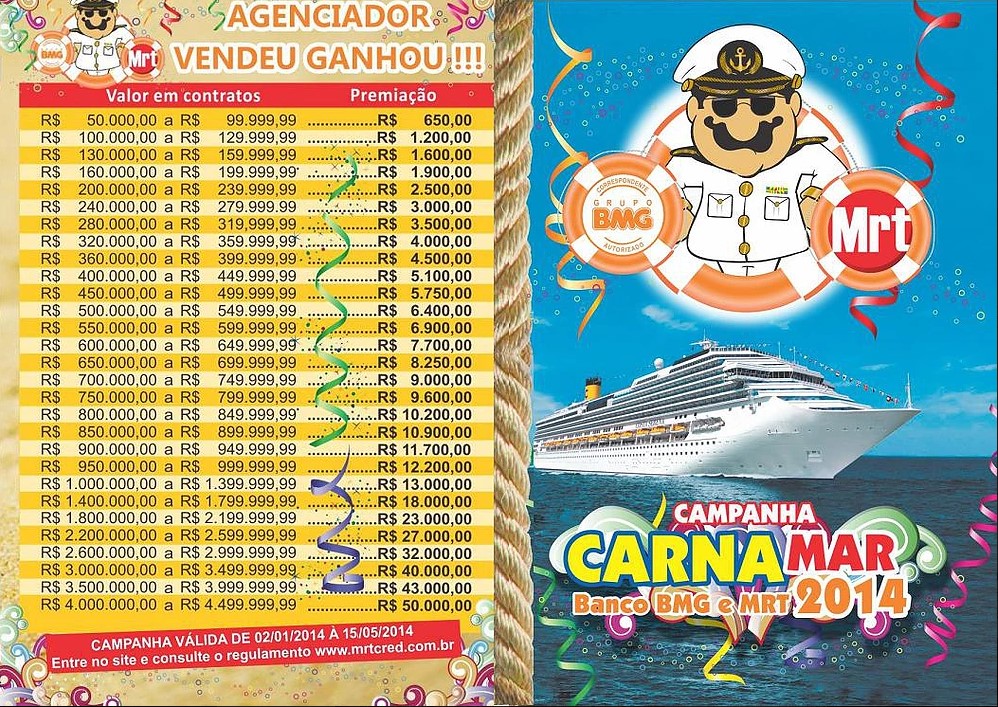 AGENCIADOR
VENDEU GANHOU !!!
BMG
Mrt
Valor em contratos Premiação
R$ 50.000,00 a R$ 99.999,99 ................R$ 650,00
R$ 100.000,00 a R$ 129.999,99 ................R$ 1.200,00
R$ 130.000,00 a R$ 159.999,99 ................R$ 1.600,00
R$ 160.000,00 a R$ 199.999,99 ................R$ 1.900,00
R$ 200.000,00 a R$ 239.999,99 ................R$ 2.500,00
R$ 240.000,00 a R$ 279.999,99 ................R$ 3.000,00
R$ 280.000,00 a R$ 319,999,99 ................R$ 3.500,00
R$ 320.000,00 a R$ 359.999,99 ................R$ 4.000,00
R$ 360.000,00 a R$ 399.999,99 ................R$ 4.500,00
R$ 400.000,00 a R$ 449.999,99 ................R$ 5.100,00
R$ 450.000,00 a R$ 499.999,99 ................R$ 5.750,00
R$ 500.000,00 a R$ 549.999,99 ................R$ 6.400,00
R$ 550.000,00 a R$ 599.999,99 ................R$ 6.900,00
R$ 600.000,00 a R$ 649.999,99 ................R$ 7.700,00
R$ 650.000,00 a R$ 699.999,99 ................R$ 8.250,00
R$ 700.000,00 a R$ 749.999,99 ................R$ 9.000,00
R$ 750.000,00 a R$ 799.999,99 ................R$ 9.600,00
R$ 800.000,00 a R$ 849.999,99 ................R$ 10.200,00
R$ 850.000,00 a R$ 899.999,99 ................R$ 10.900,00
R$ 900.000,00 a R$ 949.999,99 ................R$ 11.700,00
R$ 950.000,00 a R$ 999.999,99 ................R$ 12.200,00
R$ 1.000.000,00 a R$ 1.399.999,99 ................R$ 13.000,00
R$ 1.400.000,00 a R$ 1.799.999,99 ................R$ 18.000,00
R$ 1.800.000,00 a R$ 2.199.999,99 ................R$ 23.000,00
R$ 2.200.000,00 a R$ 2.599.999,99 ................R$ 27.000,00
R$ 2.600.000,00 a R$ 2.999.999,99 ................R$ 32.000,00
R$ 3.000.000,00 a R$ 3.499.999,99 ................R$ 40.000,00
R$ 3.500.000,00 a R$ 3.999.999,99 ................R$ 43.000,00
R$ 4.000.000,00 a R$ 4.499.999,99 ................R$ 50.000,00
CAMPANHA VÁLIDA DE 02/01/2014 À 15/05/2014
Entre no site e consulte o regulamento www.mrtcred.com.br
CORRESPONDENTE
GRUPO
BMG
AUTORIZADO
Mrt
CAMPANHA
CARNAMAR
Banco BMG e MRT 2014